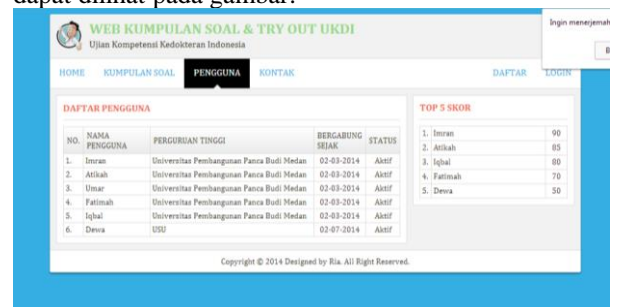 dapat dilihat pada gambar.
WEB KUMPULAN SOAL & TRY OUT UKDI
Ujian Kompetensi Kedokteran Indonesia
Ingin menerjemah
HOME KUMPULAN SOAL PENGGUNA KONTAK DAFTAR LOGIN
DAFTAR PENGGUNA
NO. NAMA PENGGUNA PERGURUAN TINGGI BERGABUNG SEJAK STATUS
1. Imran Universitas Pembangunan Panca Budi Medan 02-03-2014 Aktif
2. Atikah Universitas Pembangunan Panca Budi Medan 02-03-2014 Aktif
3. Umar Universitas Pembangunan Panca Budi Medan 02-03-2014 Aktif
4. Fatimah Universitas Pembangunan Panca Budi Medan 02-03-2014 Aktif
5. Iqbal Universitas Pembangunan Panca Budi Medan 02-03-2014 Aktif
6. Dewa USU 02-07-2014 Aktif
TOP 5 SKOR
1. Imran 90
2. Atikah 85
3. Iqbal 80
4. Fatimah 70
5. Dewa 50
Copyright © 2014 Designed by Ria. All Right Reserved.